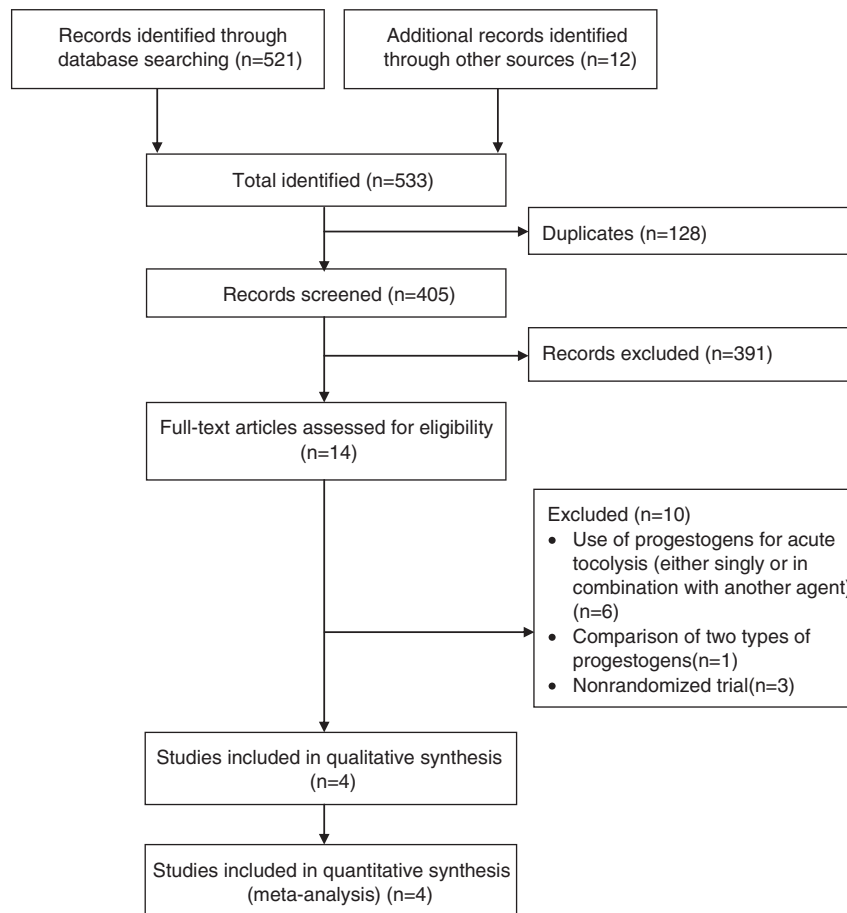 Records identified through
database searching (n=521)
Additional records identified
through other sources (n=12)
Total identified (n=533)
Duplicates (n=128)
Records screened (n=405)
Records excluded (n=391)
Full-text articles assessed for eligibility
(n=14)
Excluded (n=10)
• Use of progestogens for acute
tocolysis (either singly or in
combination with another agent)
(n=6)
• Comparison of two types of
progestogens(n=1)
• Nonrandomized trial(n=3)
Studies included in qualitative synthesis
(n=4)
Studies included in quantitative synthesis
(meta-analysis) (n=4)